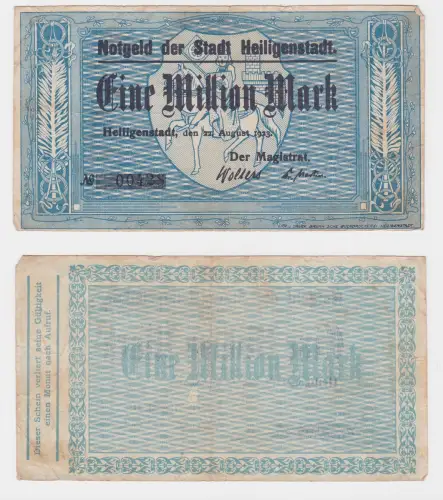 Notgeld der Stadt Heiligenstadt.
Eine Million Mark
Heiligenstadt, den 22. August 1923.
Der Magistrat.
Wolters
№ 00428
Dieser Schein verliert seine Gültigkeit
einen Monat nach Aufruf.
Eine Million Mark